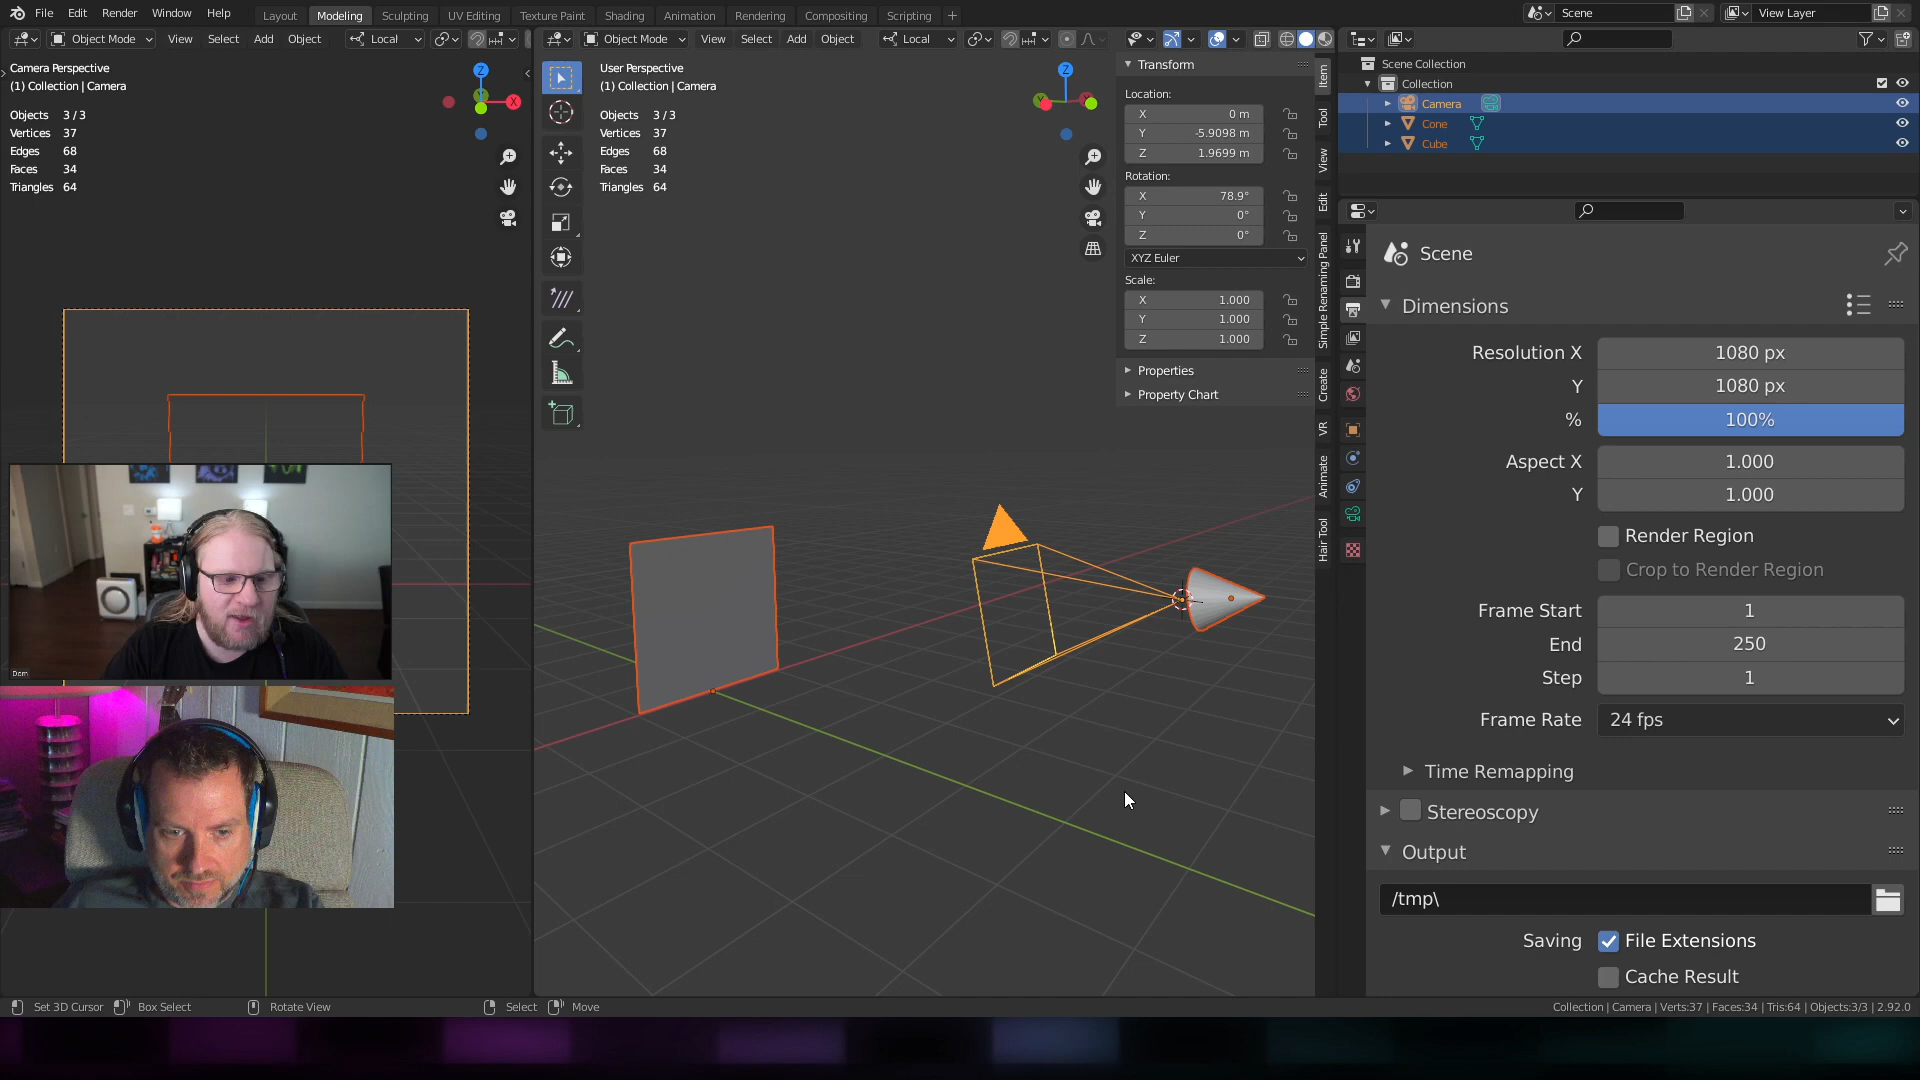 File Edit Render Window Help
Layout Modeling Sculpting UV Editing Texture Paint Shading Animation Rendering Compositing Scripting +
Scene
View Layer
Object Mode View Select Add Object Local
Object Mode View Select Add Object Local
Camera Perspective
(1) Collection | Camera
Objects 3 / 3
Vertices 37
Edges 68
Faces 34
Triangles 64
Z
X
User Perspective
(1) Collection | Camera
Objects 3 / 3
Vertices 37
Edges 68
Faces 34
Triangles 64
Z
Transform
Location:
X 0 m
Y -5.9098 m
Z 1.9699 m
Rotation:
X 78.9°
Y 0°
Z 0°
XYZ Euler
Scale:
X 1.000
Y 1.000
Z 1.000
Properties
Property Chart
Item
Tool
View
Edit
Simple Renaming Panel
Create
VR
Animate
Hair Tool
Scene Collection
Collection
Camera
Cone
Cube
Scene
Dimensions
Resolution X 1080 px
Y 1080 px
% 100%
Aspect X 1.000
Y 1.000
Render Region
Crop to Render Region
Frame Start 1
End 250
Step 1
Frame Rate 24 fps
Time Remapping
Stereoscopy
Output
/tmp\
Saving File Extensions
Cache Result
Dom
Set 3D Cursor Box Select Rotate View Select Move
Collection | Camera | Verts:37 | Faces:34 | Tris:64 | Objects:3/3 | 2.92.0